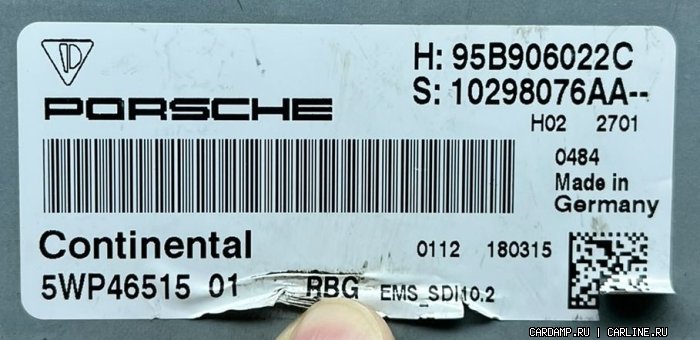 H: 95B906022C
S: 10298076AA--
PORSCHE
H02 2701
0484
Made in
Germany
Continental
0112 180315
5WP46515 01 RBG EMS_SDI10.2
CARDAMP.RU | CARLINE.RU